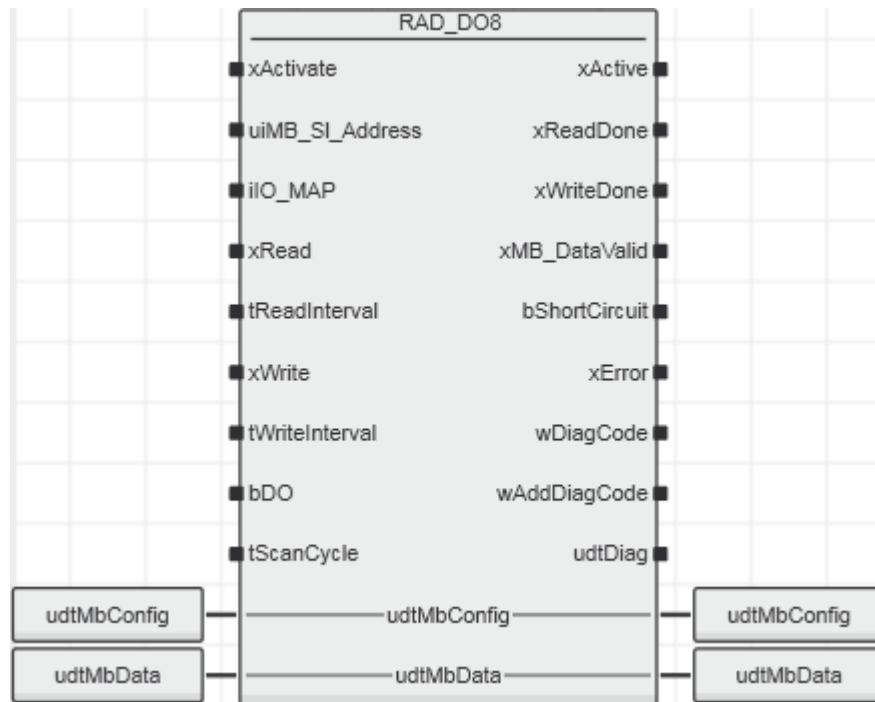 RAD_DO8
xActivate xActive
uiMB_SI_Address xReadDone
iIO_MAP xWriteDone
xRead xMB_DataValid
tReadInterval bShortCircuit
xWrite xError
tWriteInterval wDiagCode
bDO wAddDiagCode
tScanCycle udtDiag
udtMbConfig udtMbConfig udtMbConfig
udtMbData udtMbData udtMbData